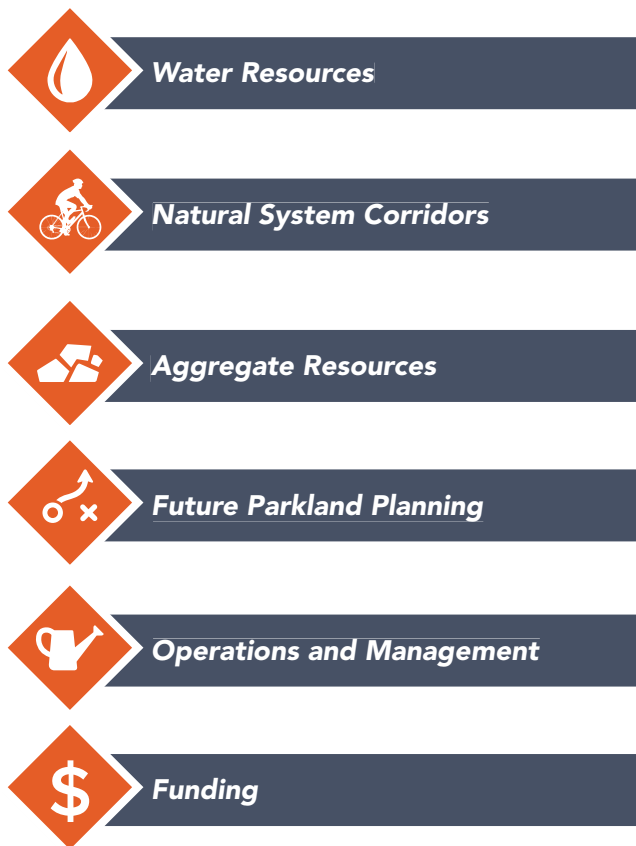 Water Resources
Natural System Corridors
Aggregate Resources
Future Parkland Planning
Operations and Management
$
Funding